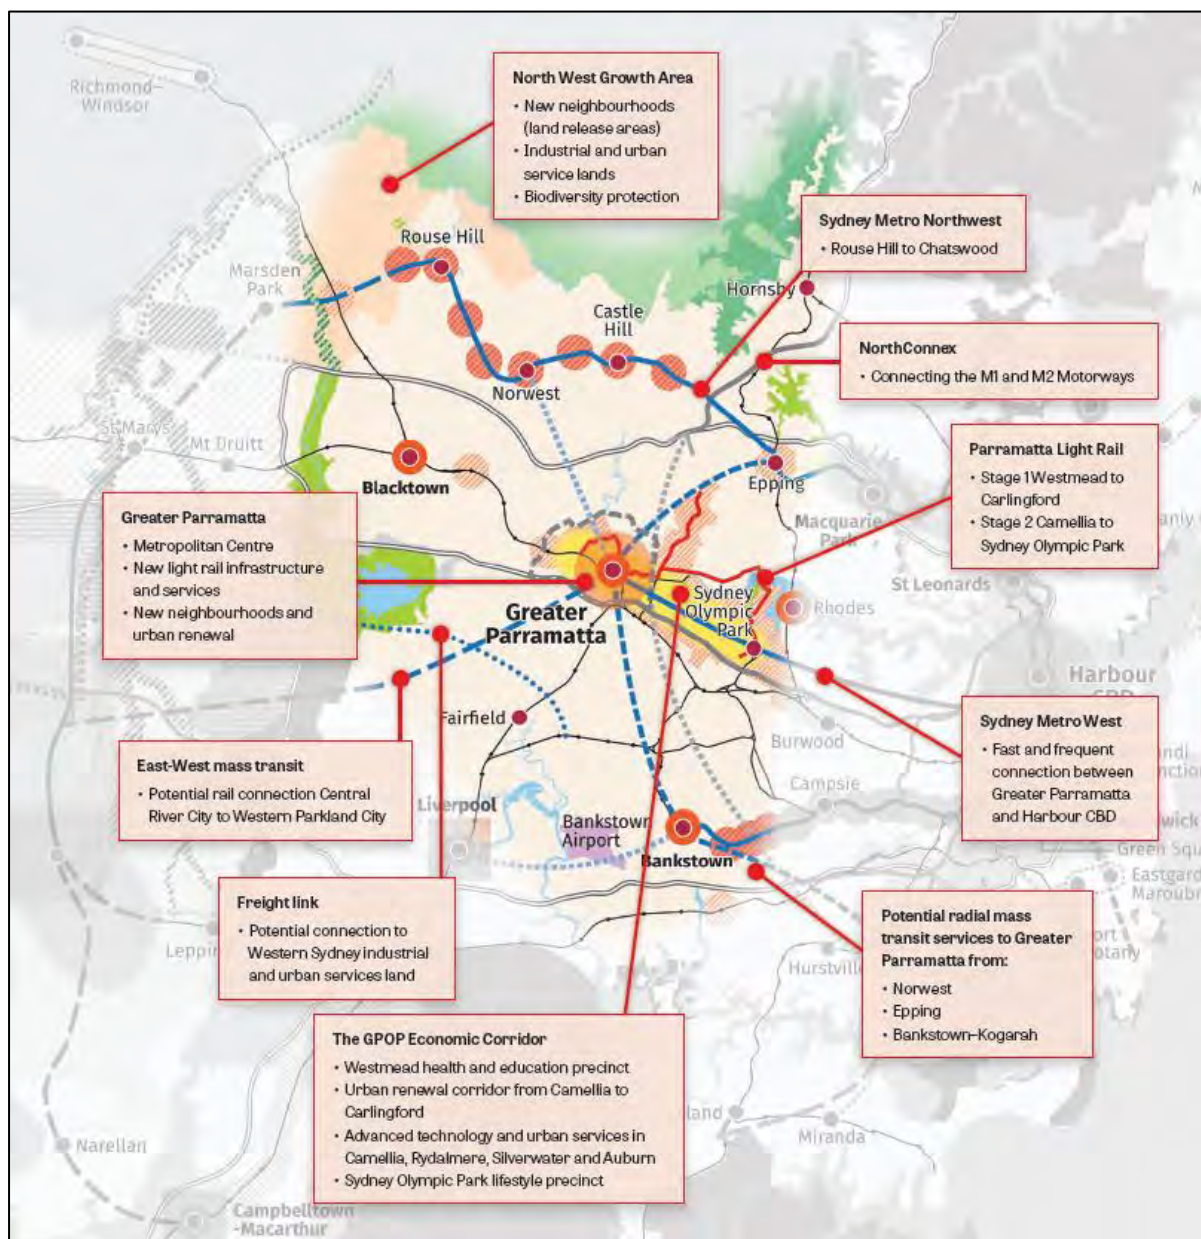 Richmond–
Windsor
North West Growth Area
• New neighbourhoods
(land release areas)
• Industrial and urban
service lands
• Biodiversity protection
Sydney Metro Northwest
• Rouse Hill to Chatswood
Rouse Hill
Marsden
Park
Hornsby
Castle
Hill
NorthConnex
• Connecting the M1 and M2 Motorways
Norwest
St Marys
Mt Druitt
Blacktown
Epping
Parramatta Light Rail
• Stage 1 Westmead to
Carlingford
• Stage 2 Camellia to
Sydney Olympic Park
Macquarie
Park
St Leonards
Greater Parramatta
• Metropolitan Centre
• New light rail infrastructure
and services
• New neighbourhoods and
urban renewal
Greater
Parramatta
Sydney
Olympic
Park
Rhodes
Harbour
CBD
Fairfield
Burwood
Sydney Metro West
• Fast and frequent
connection between
Greater Parramatta
and Harbour CBD
East-West mass transit
• Potential rail connection Central
River City to Western Parkland City
Campsie
Liverpool
Bankstown
Airport
Bankstown
Green Squ
Eastgard
Maroubr
Freight link
• Potential connection to
Western Sydney industrial
and urban services land
Leppin
Potential radial mass
transit services to Greater
Parramatta from:
• Norwest
• Epping
• Bankstown–Kogarah
Hurstville
ort
otany
The GPOP Economic Corridor
• Westmead health and education precinct
• Urban renewal corridor from Camellia to
Carlingford
• Advanced technology and urban services in
Camellia, Rydalmere, Silverwater and Auburn
• Sydney Olympic Park lifestyle precinct
land
Miranda
Narellan
Campbelltown
-Macarthur